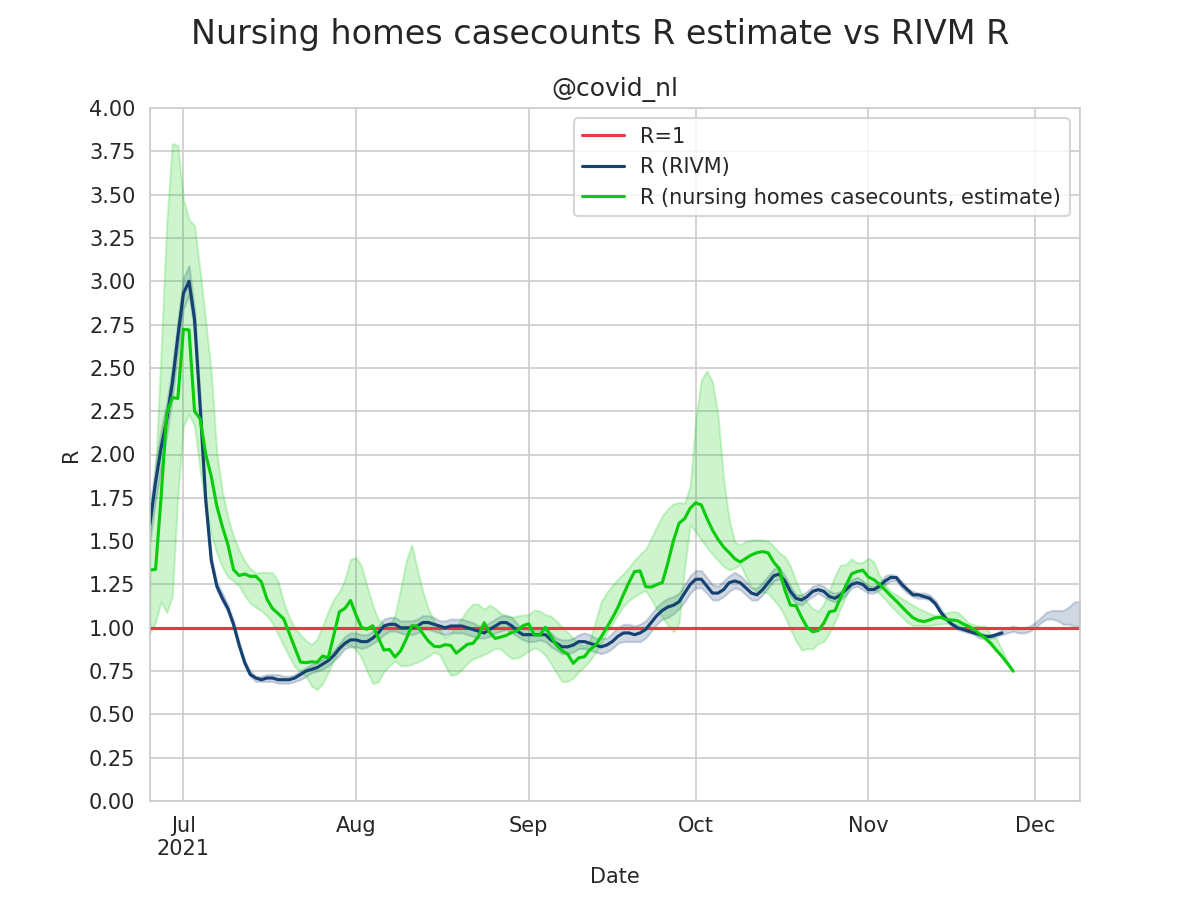 Nursing homes casecounts R estimate vs RIVM R
@covid_nl
R=1
R (RIVM)
R (nursing homes casecounts, estimate)
4.00
3.75
3.50
3.25
3.00
2.75
2.50
2.25
2.00
1.75
1.50
1.25
1.00
0.75
0.50
0.25
0.00
R
Jul Aug Sep Oct Nov Dec
2021
Date